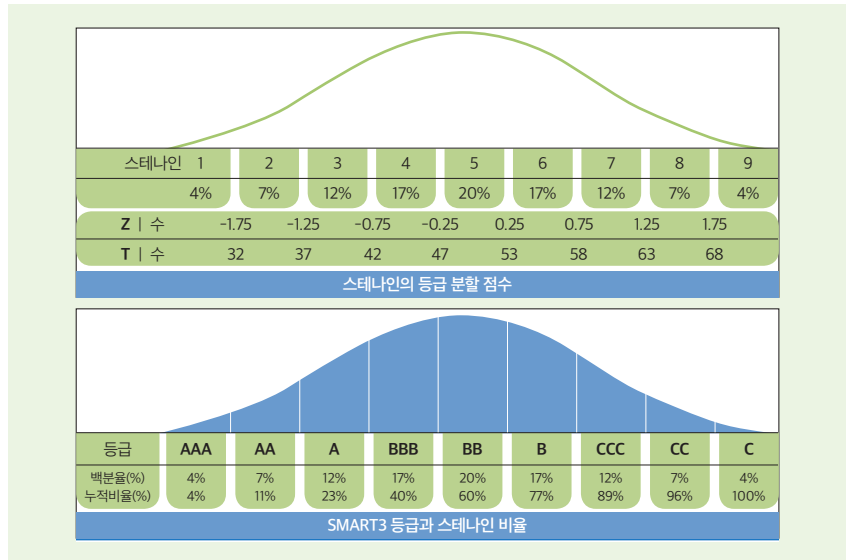 스테나인 1 2 3 4 5 6 7 8 9
4% 7% 12% 17% 20% 17% 12% 7% 4%
Z | 수 -1.75 -1.25 -0.75 -0.25 0.25 0.75 1.25 1.75
T | 수 32 37 42 47 53 58 63 68
스테나인의 등급 분할 점수
등급 AAA AA A BBB BB B CCC CC C
백분율(%) 4% 7% 12% 17% 20% 17% 12% 7% 4%
누적비율(%) 4% 11% 23% 40% 60% 77% 89% 96% 100%
SMART3 등급과 스테나인 비율